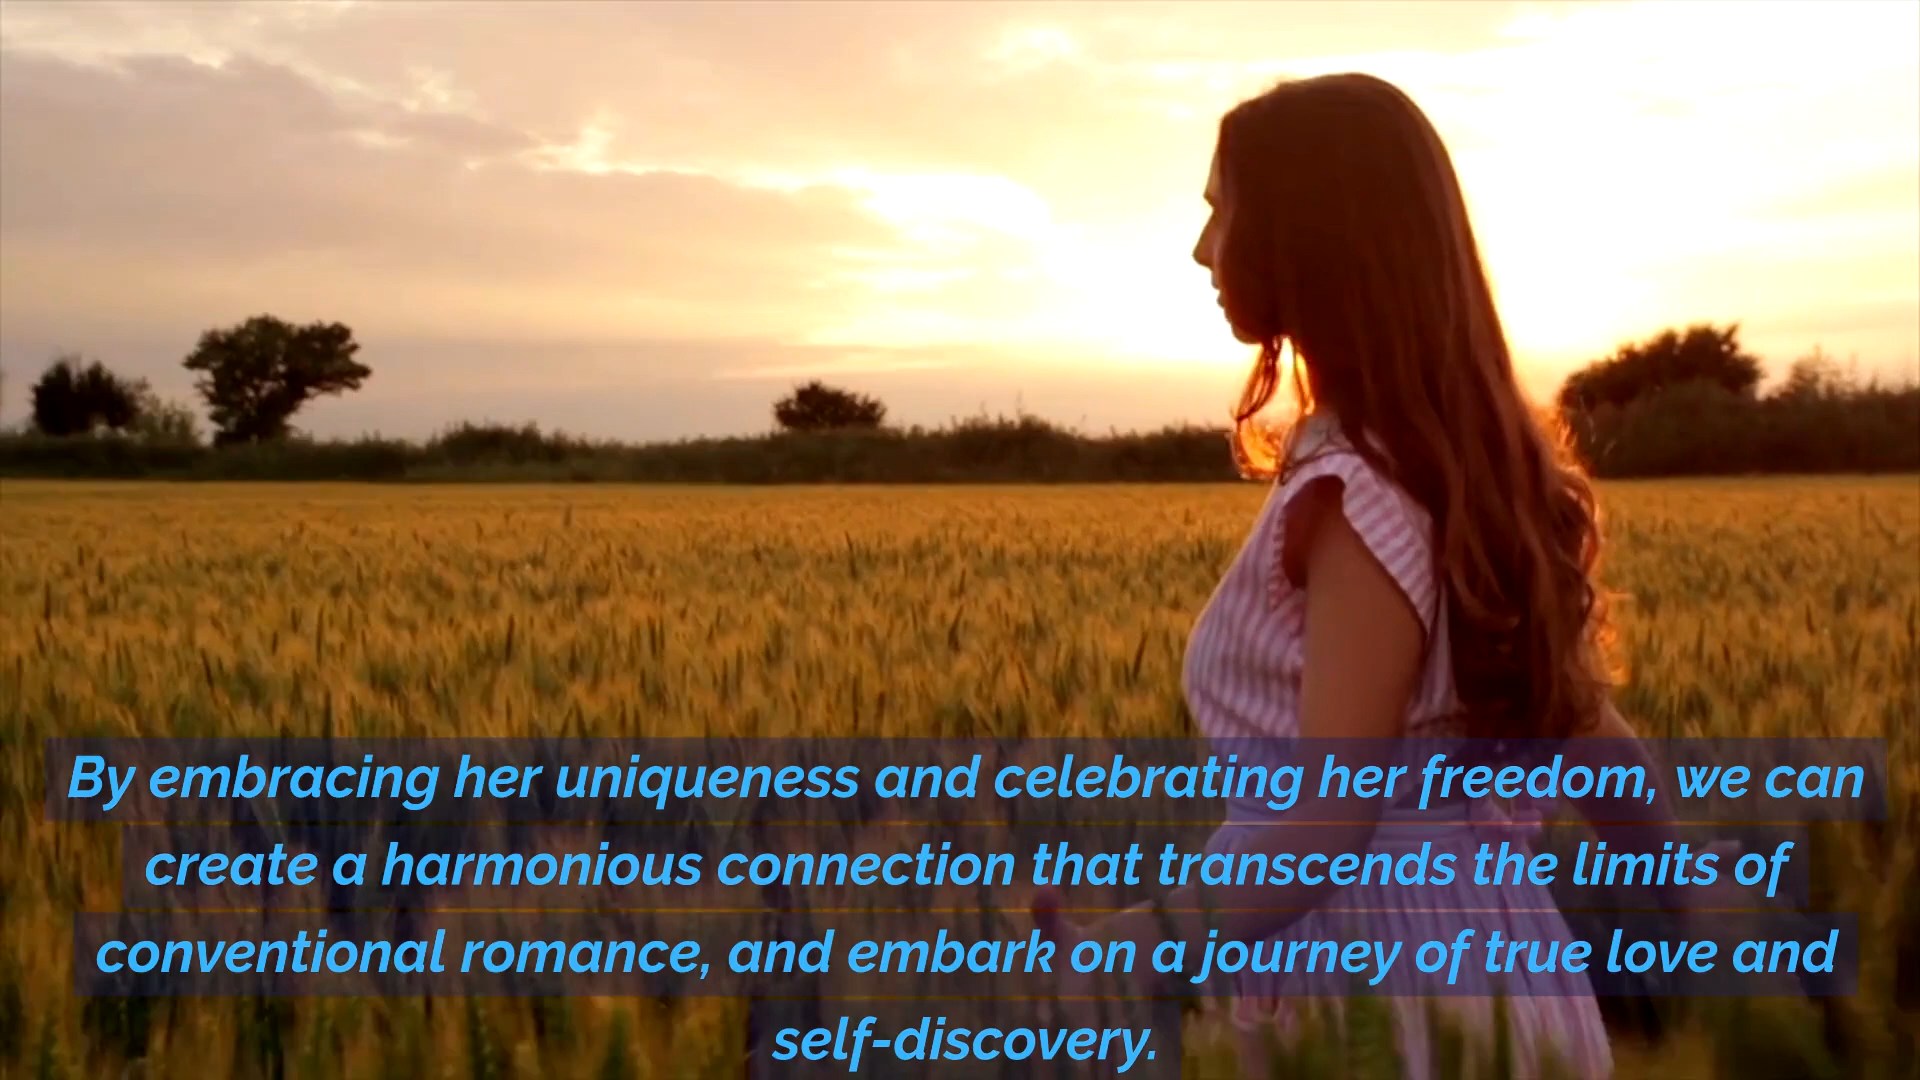 By embracing her uniqueness and celebrating her freedom, we can
create a harmonious connection that transcends the limits of
conventional romance, and embark on a journey of true love and
self-discovery.